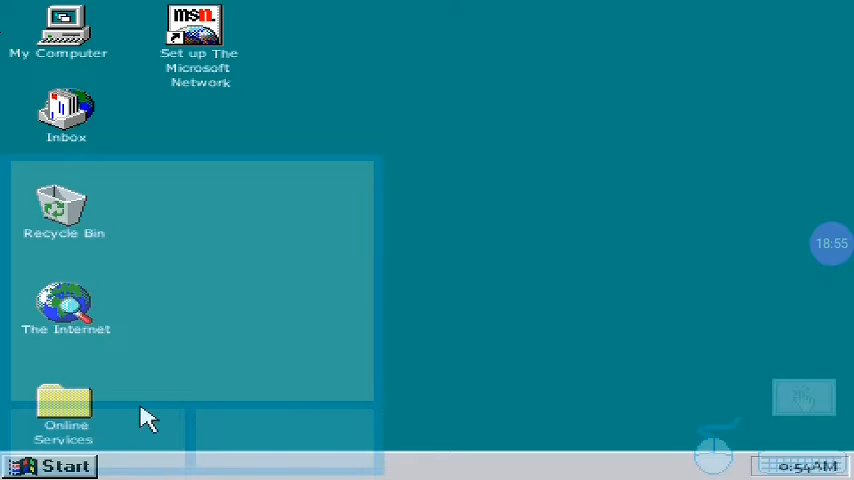 msn
My Computer
Set up The
Microsoft
Network
Inbox
Recycle Bin
18:55
The Internet
Online
Services
Start
0:54AM